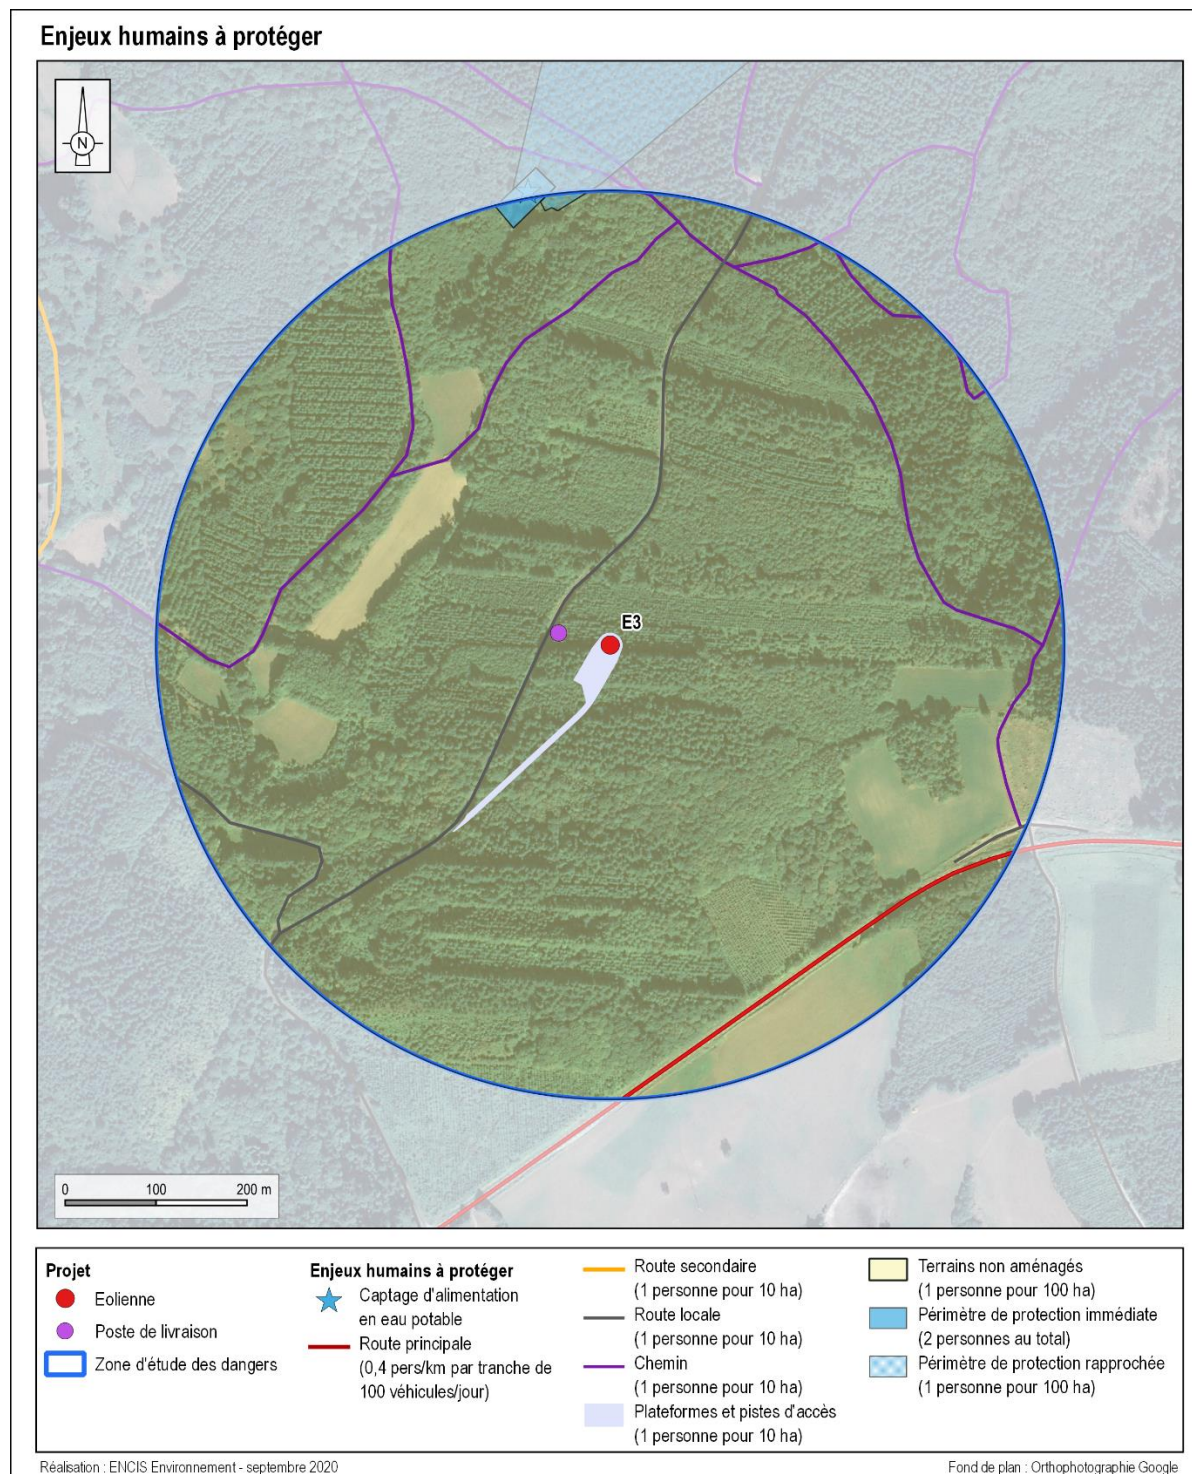 Enjeux humains à protéger
N
E3
0 100 200 m
Projet
Eolienne
Poste de livraison
Zone d'étude des dangers
Enjeux humains à protéger
Captage d'alimentation
en eau potable
Route principale
(0,4 pers/km par tranche de
100 véhicules/jour)
Route secondaire
(1 personne pour 10 ha)
Route locale
(1 personne pour 10 ha)
Chemin
(1 personne pour 10 ha)
Plateformes et pistes d'accès
(1 personne pour 10 ha)
Terrains non aménagés
(1 personne pour 100 ha)
Périmètre de protection immédiate
(2 personnes au total)
Périmètre de protection rapprochée
(1 personne pour 100 ha)
Réalisation : ENCIS Environnement - septembre 2020
Fond de plan : Orthophotographie Google